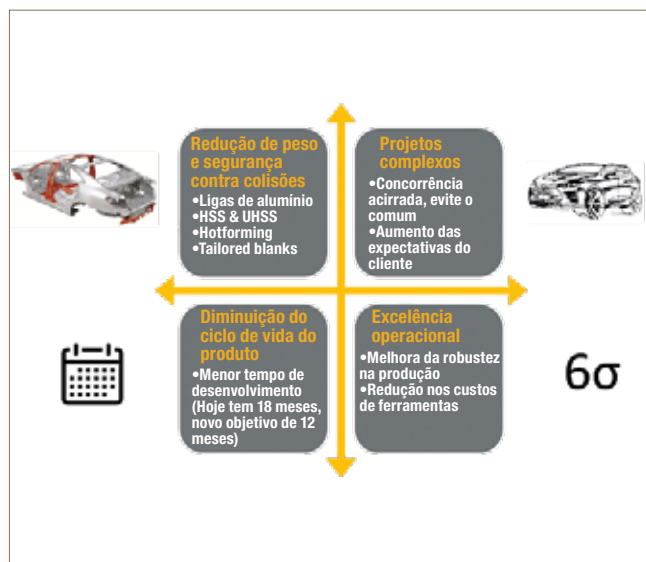 Redução de peso
e segurança
contra colisões
•Ligas de alumínio
•HSS & UHSS
•Hotforming
•Tailored blanks
Projetos
complexos
•Concorrência
acirrada, evite o
comum
•Aumento das
expectativas do
cliente
Diminuição do
ciclo de vida do
produto
•Menor tempo de
desenvolvimento
(Hoje tem 18 meses,
novo objetivo de 12
meses)
Excelência
operacional
•Melhora da robustez
na produção
•Redução nos custos
de ferramentas
6σ